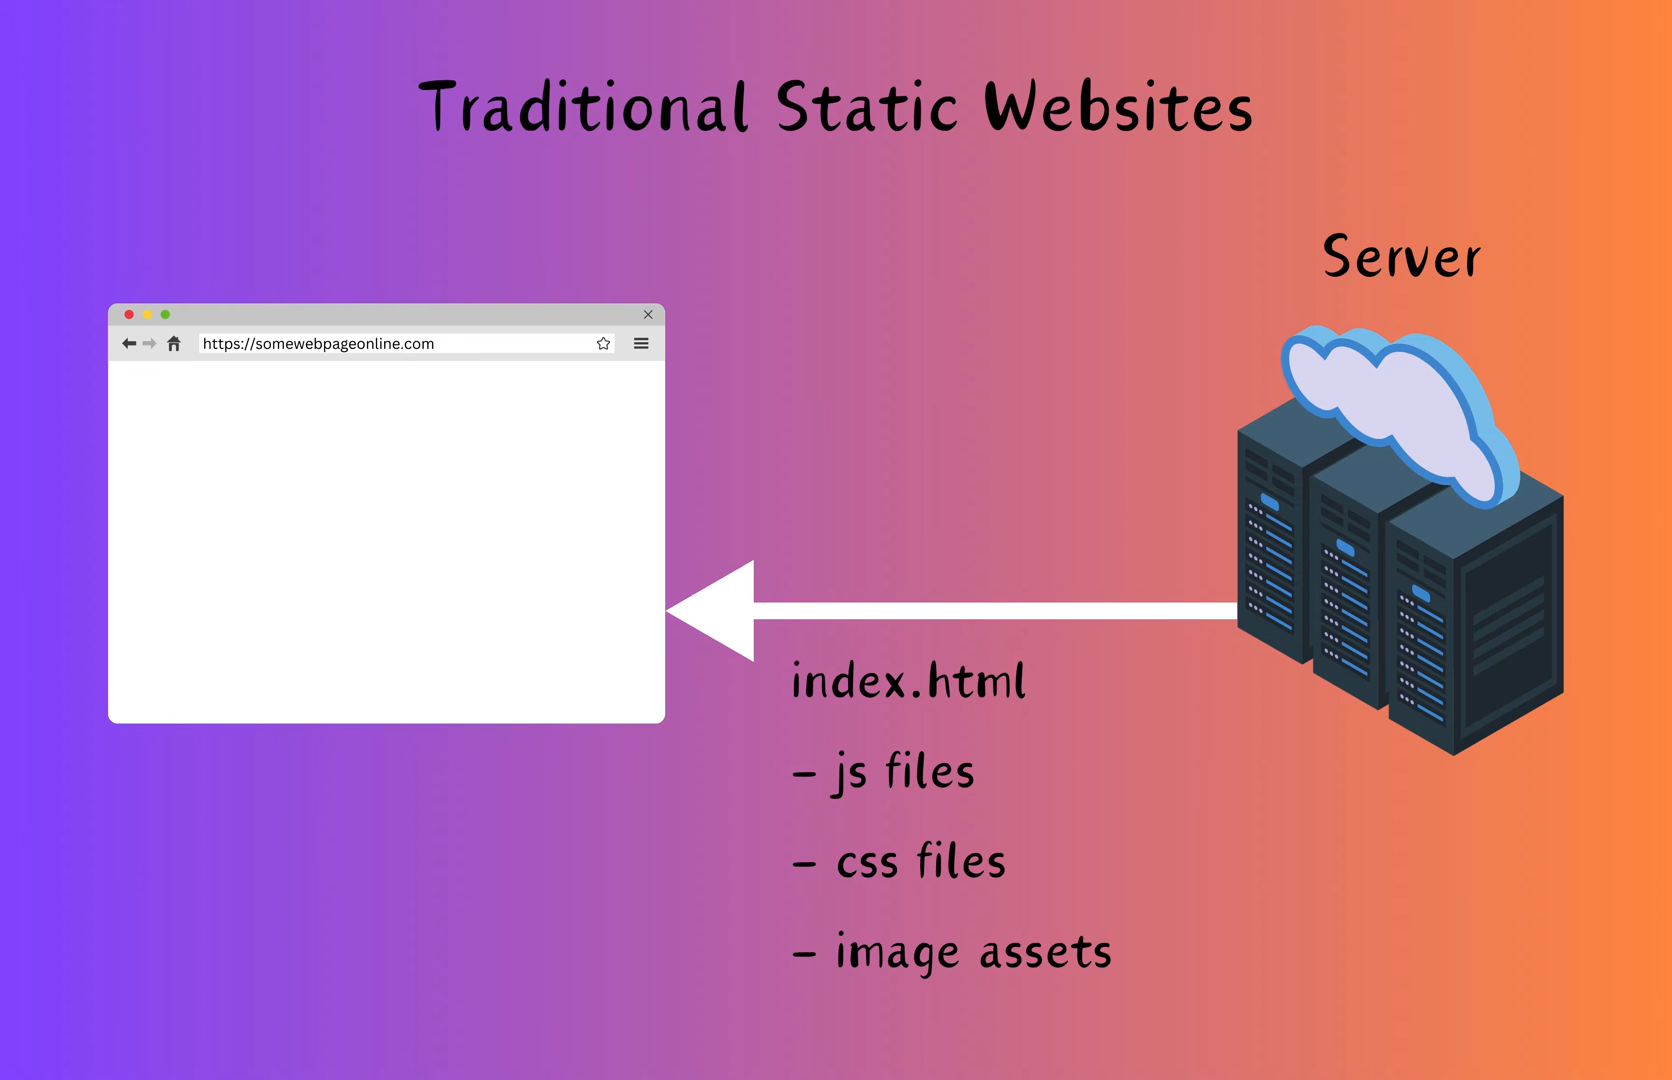 Traditional Static Websites
Server
https://somewebpageonline.com
index.html
- js files
- css files
- image assets